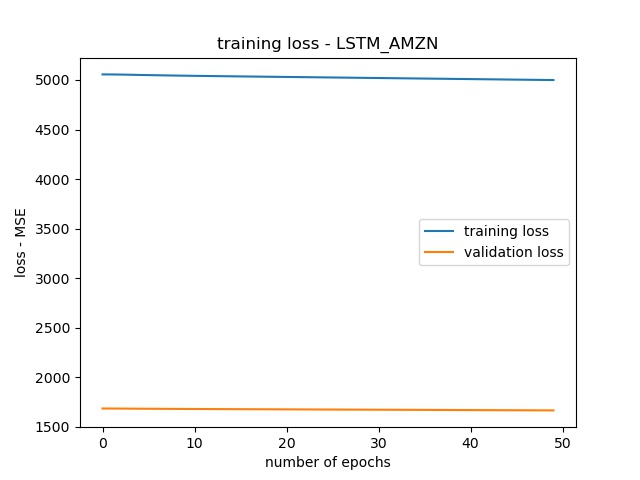 training loss - LSTM_AMZN
loss - MSE
5000
4500
4000
3500
3000
2500
2000
1500
training loss
validation loss
0
10
20
30
40
50
number of epochs